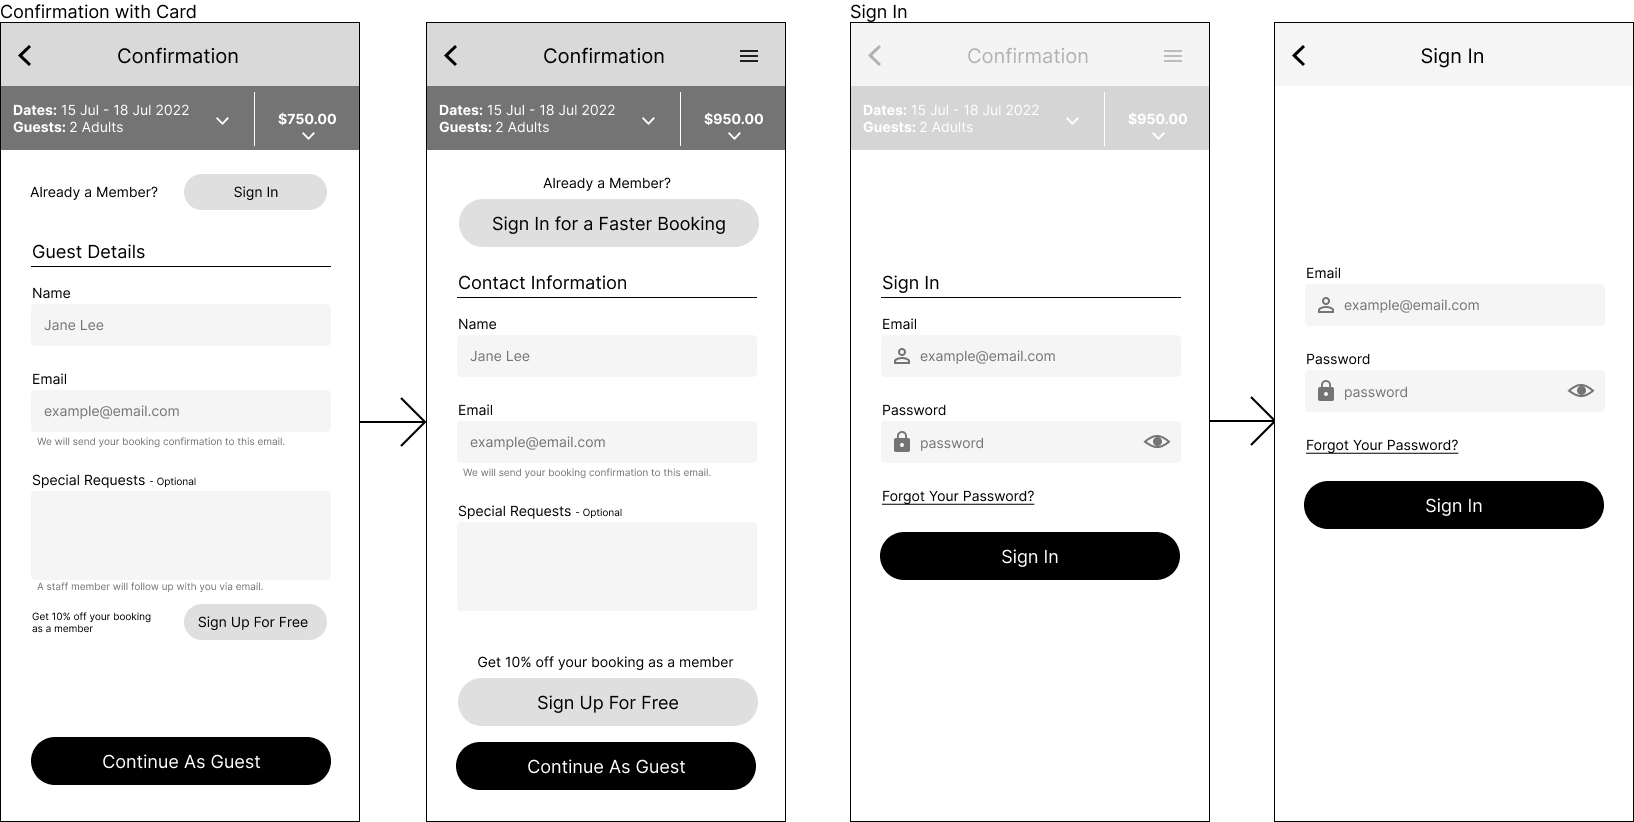 Confirmation with Card
Confirmation
Dates: 15 Jul - 18 Jul 2022
Guests: 2 Adults
$750.00
Already a Member?
Sign In
Guest Details
Name
Jane Lee
Email
example@email.com
We will send your booking confirmation to this email.
Special Requests - Optional
A staff member will follow up with you via email.
Get 10% off your booking
as a member
Sign Up For Free
Continue As Guest
Confirmation
Dates: 15 Jul - 18 Jul 2022
Guests: 2 Adults
$950.00
Already a Member?
Sign In for a Faster Booking
Contact Information
Name
Jane Lee
Email
example@email.com
We will send your booking confirmation to this email.
Special Requests - Optional
Get 10% off your booking as a member
Sign Up For Free
Continue As Guest
Sign In
Confirmation
Dates: 15 Jul - 18 Jul 2022
Guests: 2 Adults
$950.00
Sign In
Email
example@email.com
Password
password
Forgot Your Password?
Sign In
Sign In
Email
example@email.com
Password
password
Forgot Your Password?
Sign In